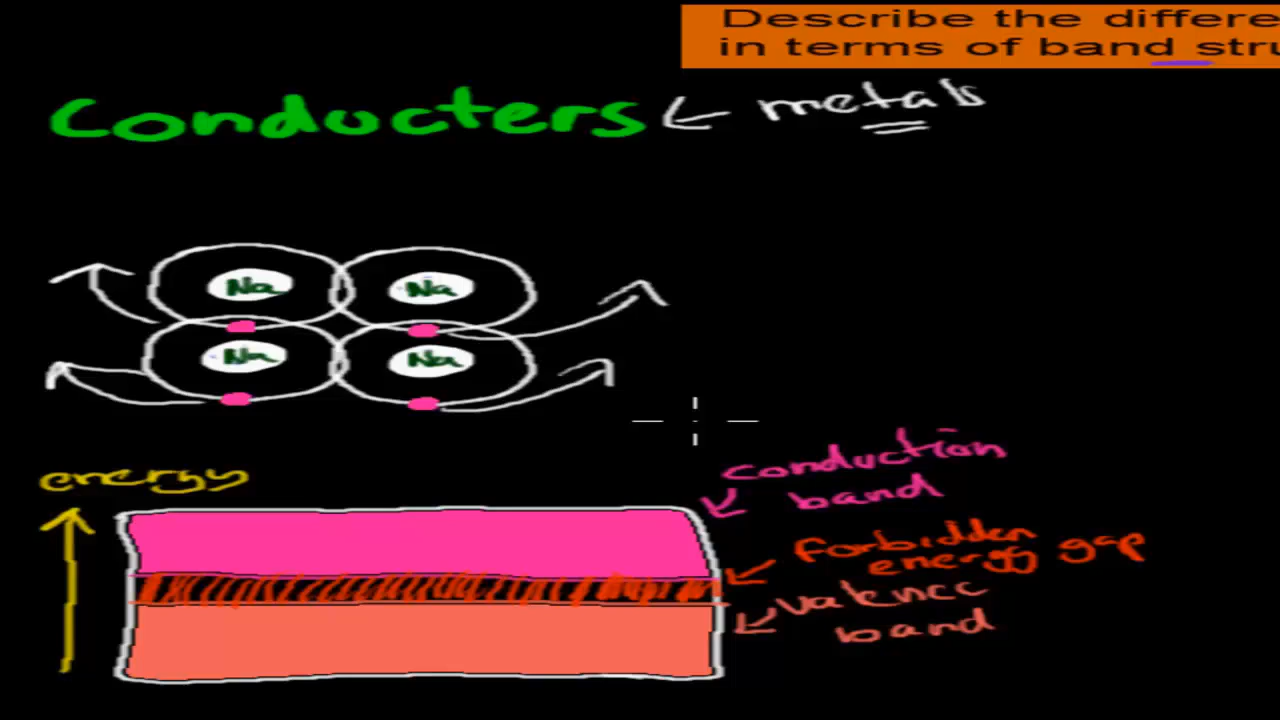 Describe the differe
in terms of band stru
Conducters ← metals
Na Na
Na Na
energy
conduction
band
forbidden
energy gap
valence
band